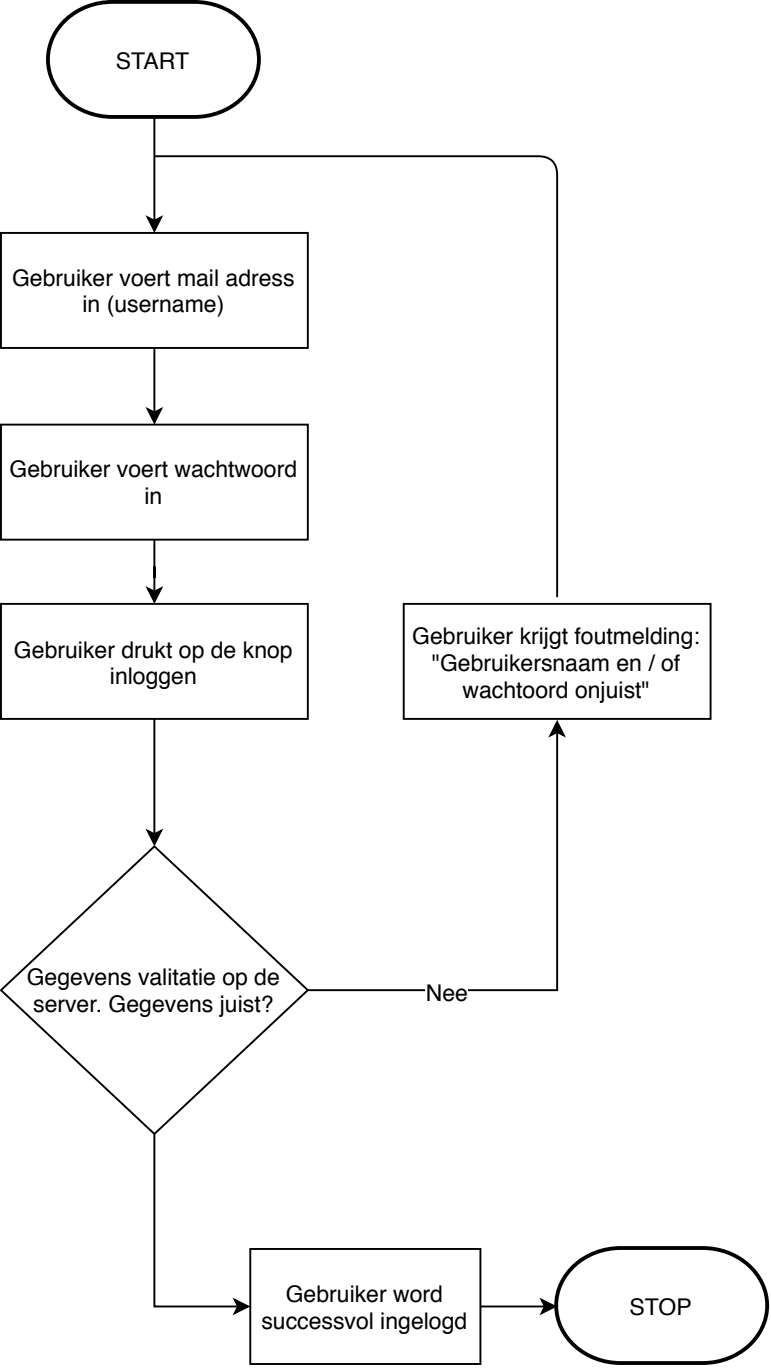 START
Gebruiker voert mail adress
in (username)
Gebruiker voert wachtwoord
in
Gebruiker drukt op de knop
inloggen
Gebruiker krijgt foutmelding:
"Gebruikersnaam en / of
wachtoord onjuist"
Gegevens valitatie op de
server. Gegevens juist?
Nee
Gebruiker word
successvol ingelogd
STOP